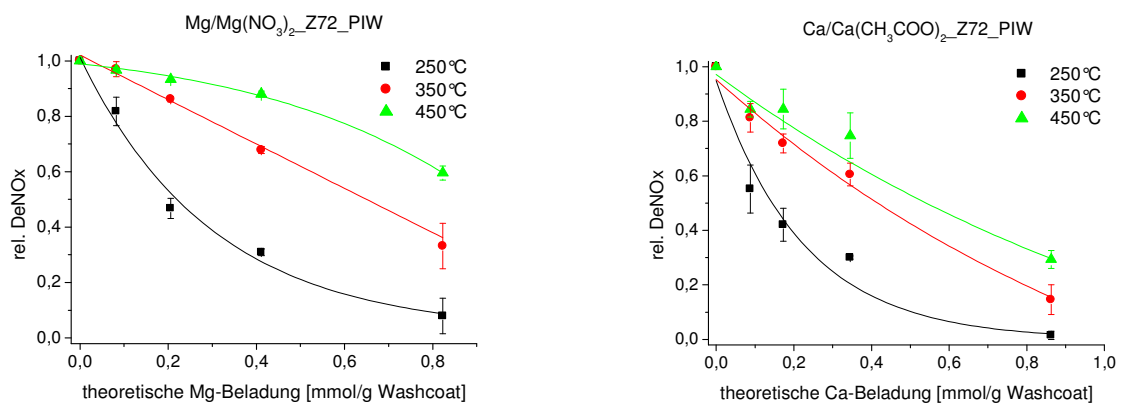 Mg/Mg(NO₃)₂_Z72_PIW
1,0
0,8
0,6
0,4
0,2
0,0
rel. DeNOx
250°C
350°C
450°C
0,0 0,2 0,4 0,6 0,8
theoretische Mg-Beladung [mmol/g Washcoat]
Ca/Ca(CH₃COO)₂_Z72_PIW
1,0
0,8
0,6
0,4
0,2
0,0
rel. DeNOx
250°C
350°C
450°C
0,0 0,2 0,4 0,6 0,8 1,0
theoretische Ca-Beladung [mmol/g Washcoat]